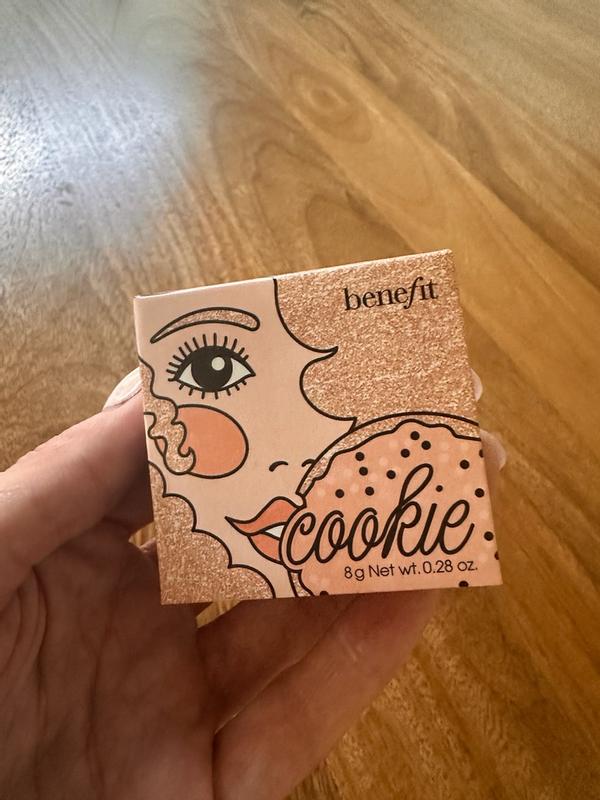 benefit
cookie
8g Net wt. 0.28 oz.